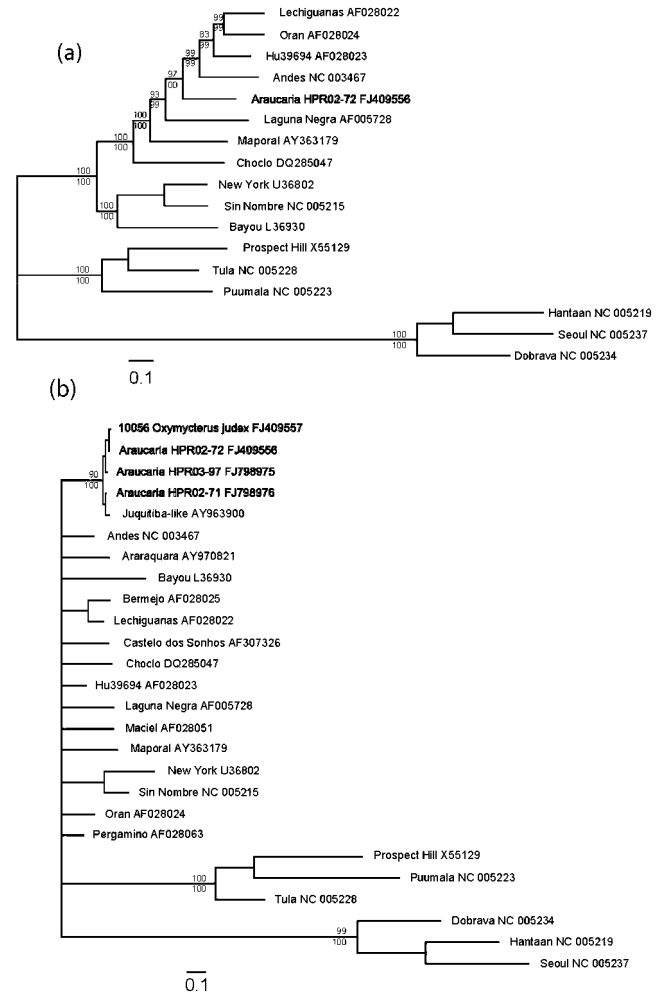 (a)
99
99
Lechiguanas AF028022
Oran AF028024
83
99
Hu39694 AF028023
99
99
Andes NC 003467
97
00
Araucaria HPR02-72 FJ409556
93
99
Laguna Negra AF005728
100
100
Maporal AY363179
100
100
Choclo DQ285047
New York U36802
100
100
Sin Nombre NC 005215
Bayou L36930
Prospect Hill X55129
100
100
Tula NC 005228
Puumala NC 005223
Hantaan NC 005219
100
100
Seoul NC 005237
Dobrava NC 005234
0.1
(b)
10056 Oxymycterus judex FJ409557
Araucaria HPR02-72 FJ409556
90
100
Araucaria HPR03-97 FJ798975
Araucaria HPR02-71 FJ798976
Juquitiba-like AY963900
Andes NC 003467
Araraquara AY970821
Bayou L36930
Bermejo AF028025
Lechiguanas AF028022
Castelo dos Sonhos AF307326
Choclo DQ285047
Hu39694 AF028023
Laguna Negra AF005728
Maciel AF028051
Maporal AY363179
New York U36802
Sin Nombre NC 005215
Oran AF028024
Pergamino AF028063
Prospect Hill X55129
100
100
Puumala NC 005223
Tula NC 005228
Dobrava NC 005234
99
100
Hantaan NC 005219
Seoul NC 005237
0.1